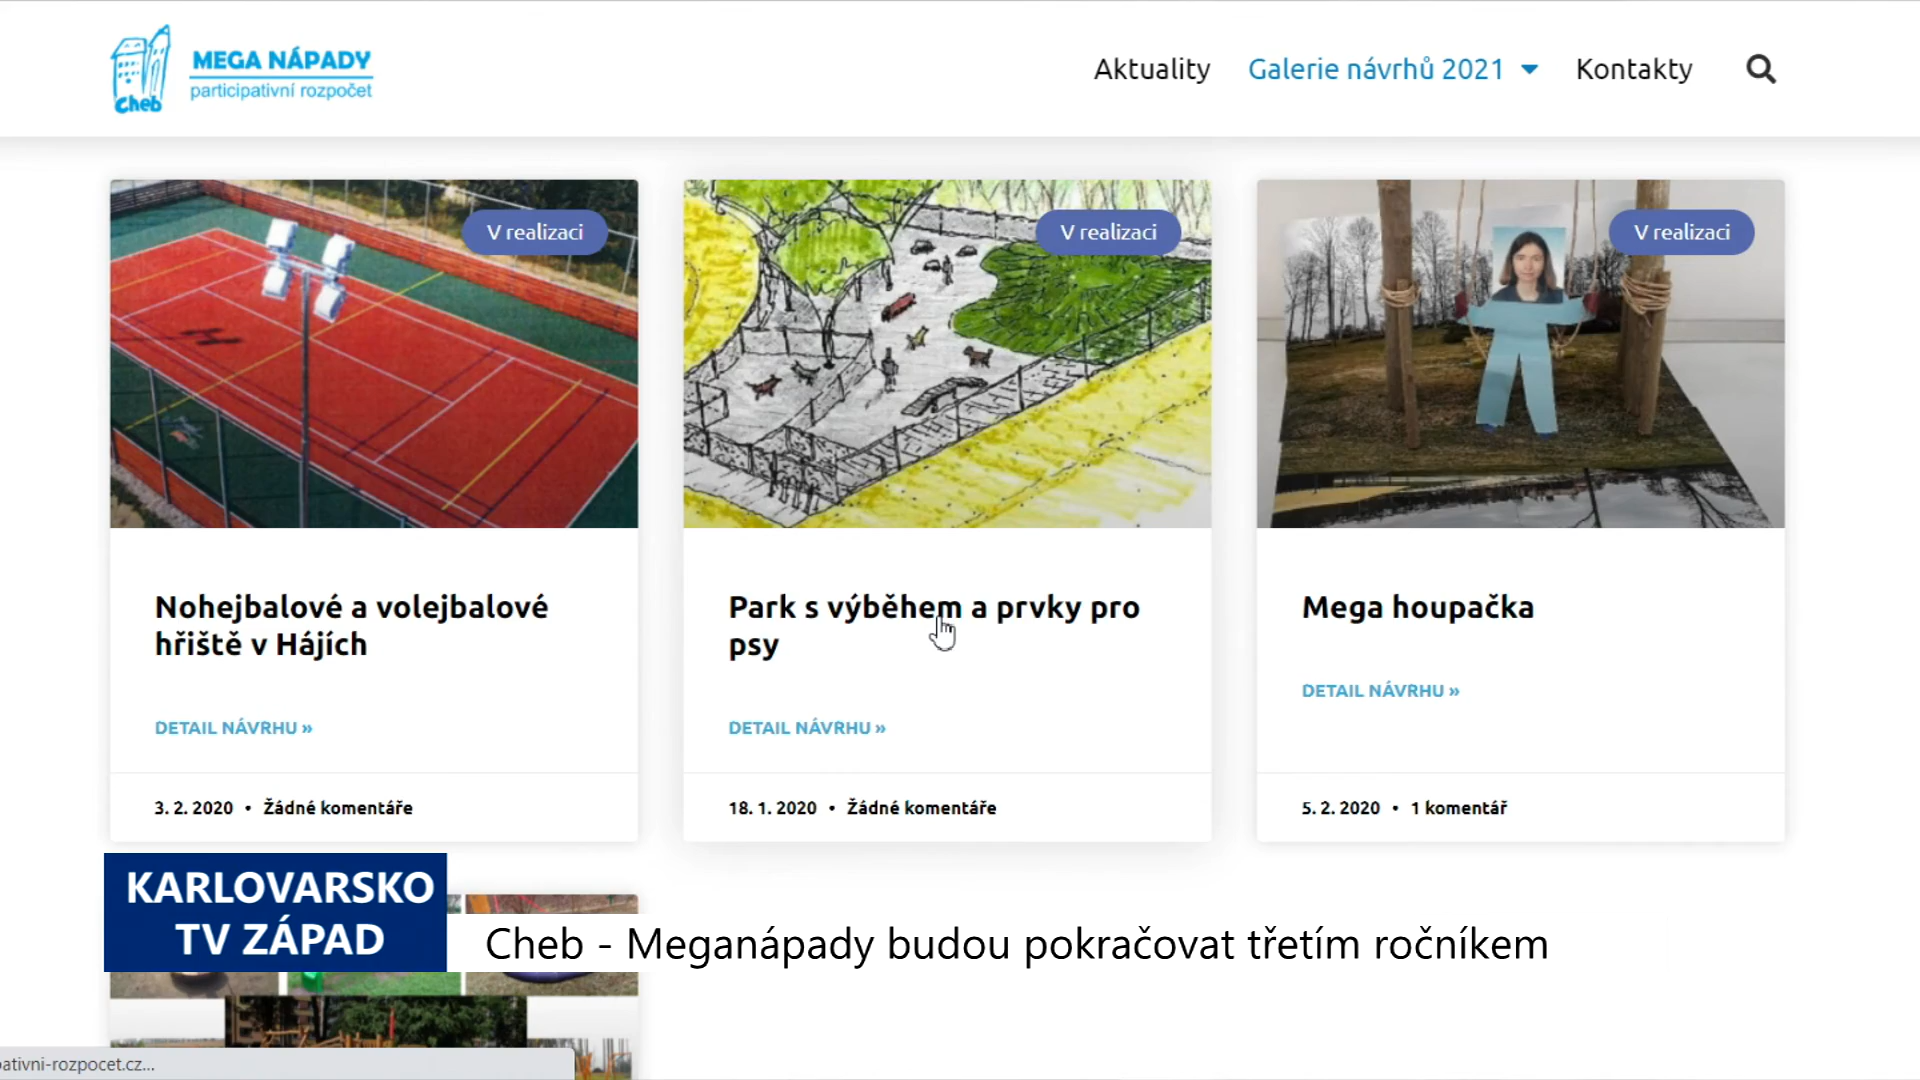 Cheb
MEGA NÁPADY
participativní rozpočet
Aktuality
Galerie návrhů 2021
Kontakty
V realizaci
V realizaci
V realizaci
Nohejbalové a volejbalové
hřiště v Hájích
DETAIL NÁVRHU »
3. 2. 2020 • Žádné komentáře
Park s výběhem a prvky pro
psy
DETAIL NÁVRHU »
18. 1. 2020 • Žádné komentáře
Mega houpačka
DETAIL NÁVRHU »
5. 2. 2020 • 1 komentář
KARLOVARSKO
TV ZÁPAD
Cheb - Meganápady budou pokračovat třetím ročníkem
ativni-rozpocet.cz...